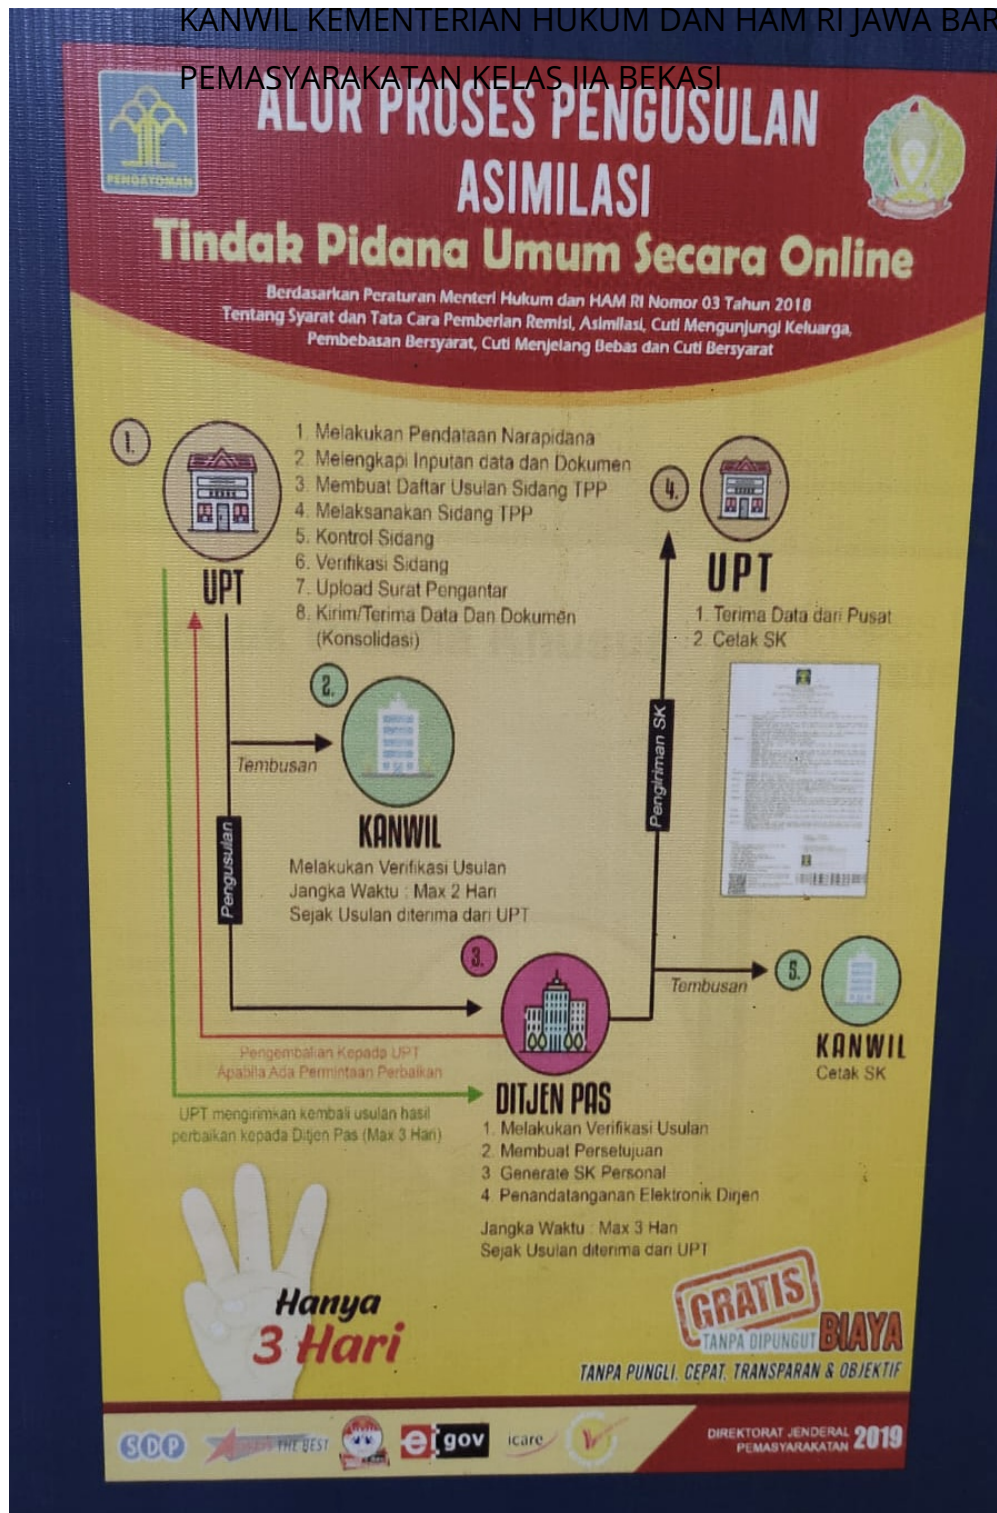 KANWIL KEMENTERIAN HUKUM DAN HAM RI JAWA BAR
PEMASYARAKATAN KELAS IIA BEKASI
PENGAYOMAN
ALUR PROSES PENGUSULAN
ASIMILASI
Tindak Pidana Umum Secara Online
Berdasarkan Peraturan Menteri Hukum dan HAM RI Nomor 03 Tahun 2018
Tentang Syarat dan Tata Cara Pemberian Remisi, Asimilasi, Cuti Mengunjungi Keluarga,
Pembebasan Bersyarat, Cuti Menjelang Bebas dan Cuti Bersyarat
1.
UPT
1. Melakukan Pendataan Narapidana
2. Melengkapi Inputan data dan Dokumen
3. Membuat Daftar Usulan Sidang TPP
4. Melaksanakan Sidang TPP
5. Kontrol Sidang
6. Verifikasi Sidang
7. Upload Surat Pengantar
8. Kirim/Terima Data Dan Dokumen
(Konsolidasi)
4.
UPT
1. Terima Data dari Pusat
2. Cetak SK
Pengusulan
Tembusan
2.
KANWIL
Melakukan Verifikasi Usulan
Jangka Waktu : Max 2 Hari
Sejak Usulan diterima dari UPT
Pengiriman SK
Tembusan
5.
KANWIL
Cetak SK
3.
DITJEN PAS
1. Melakukan Verifikasi Usulan
2. Membuat Persetujuan
3 Generate SK Personal
4. Penandatanganan Elektronik Dirjen
Jangka Waktu : Max 3 Hari
Sejak Usulan diterima dari UPT
Pengembalian Kepada UPT
Apabila Ada Permintaan Perbaikan
UPT mengirimkan kembali usulan hasil
perbaikan kepada Ditjen Pas (Max 3 Hari)
Hanya
3 Hari
GRATIS
TANPA DIPUNGUT BIAYA
TANPA PUNGLI, CEPAT, TRANSPARAN & OBJEKTIF
SDP
THE BEST
e gov
icare
DIREKTORAT JENDERAL
PEMASYARAKATAN 2019